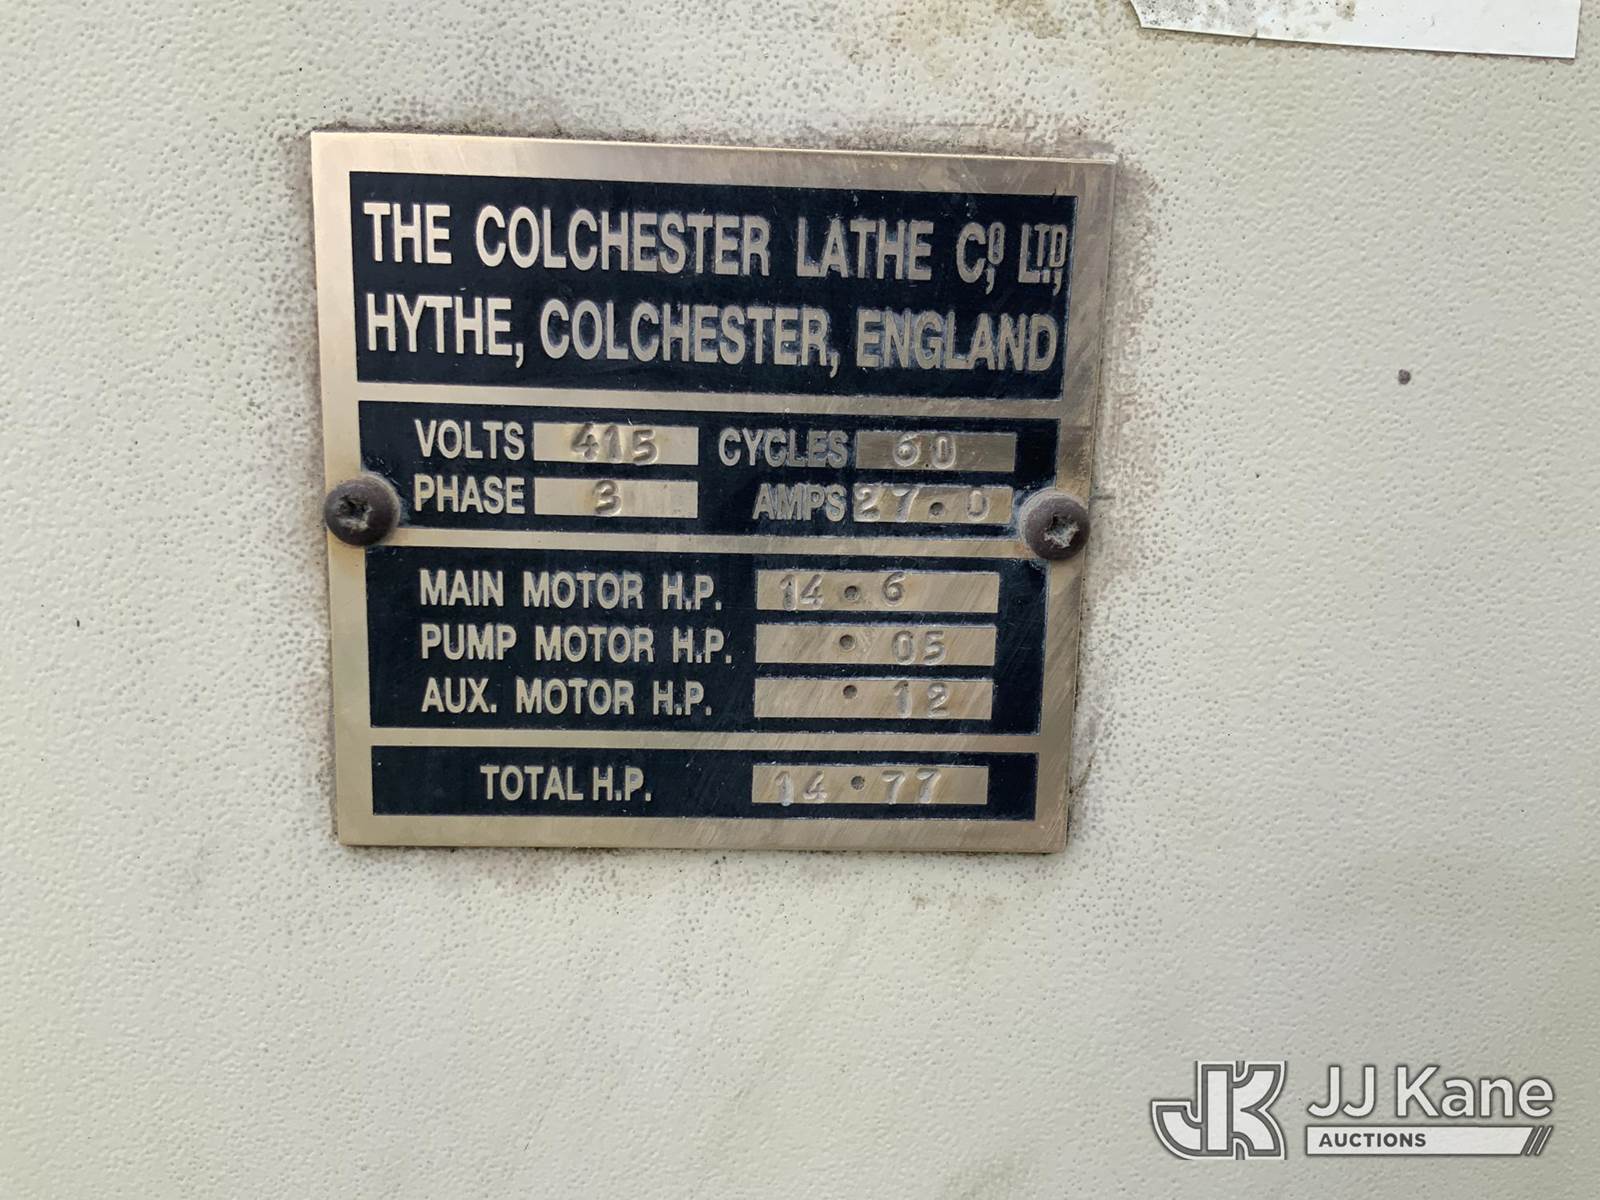 THE COLCHESTER LATHE Co, LTD,
HYTHE, COLCHESTER, ENGLAND
VOLTS 415 CYCLES 60
PHASE 3 AMPS 27.0
MAIN MOTOR H.P. 14.6
PUMP MOTOR H.P. .05
AUX. MOTOR H.P. .12
TOTAL H.P. 14.77
JK JJ Kane
AUCTIONS